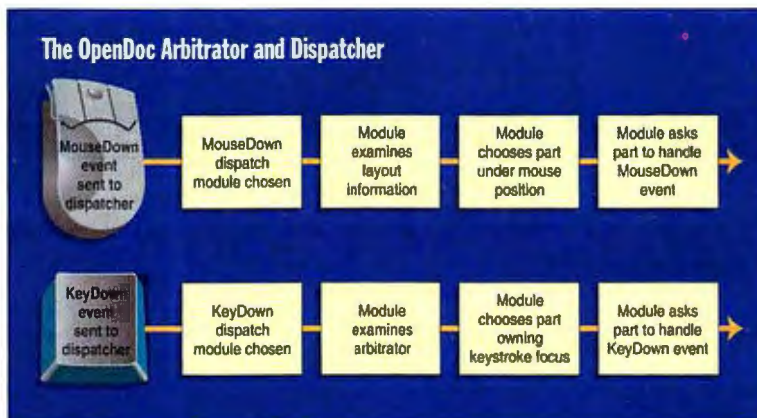 The OpenDoc Arbitrator and Dispatcher
MouseDown
event
sent to
dispatcher
MouseDown
dispatch
module chosen
Module
examines
layout
information
Module
chooses part
under mouse
position
Module asks
part to handle
MouseDown
event
KeyDown
event
sent to
dispatcher
KeyDown
dispatch
module chosen
Module
examines
arbitrator
Module
chooses part
owning
keystroke focus
Module asks
part to handle
KeyDown event